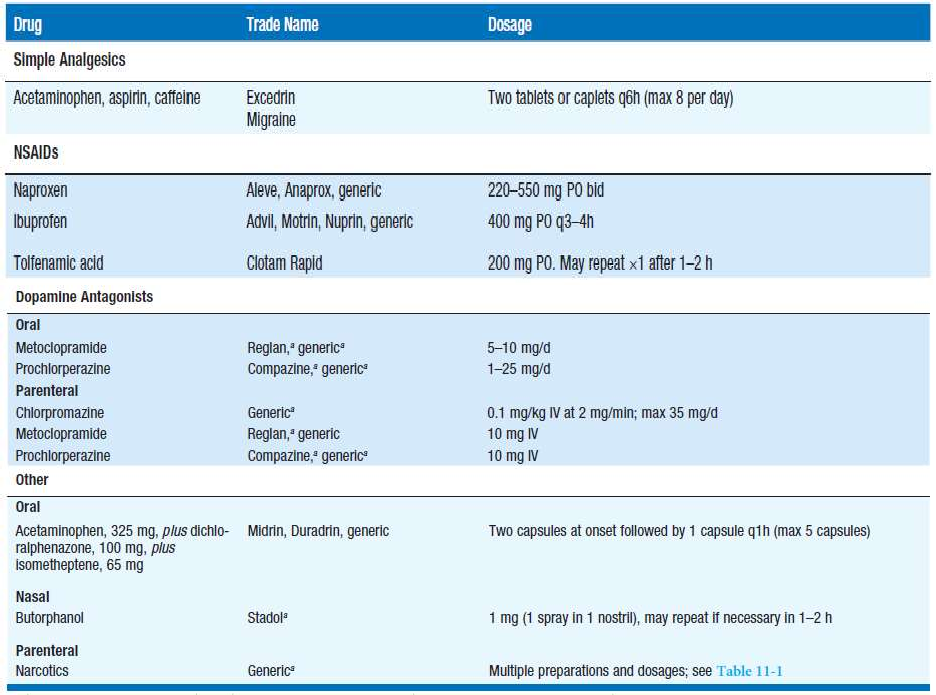 Drug Trade Name Dosage
Simple Analgesics
Acetaminophen, aspirin, caffeine Excedrin Two tablets or caplets q6h (max 8 per day)
Migraine
NSAIDs
Naproxen Aleve, Anaprox, generic 220–550 mg PO bid
Ibuprofen Advil, Motrin, Nuprin, generic 400 mg PO q3–4h
Tolfenamic acid Clotam Rapid 200 mg PO. May repeat ×1 after 1–2 h
Dopamine Antagonists
Oral
Metoclopramide Reglan,ᵃ genericᵃ 5–10 mg/d
Prochlorperazine Compazine,ᵃ genericᵃ 1–25 mg/d
Parenteral
Chlorpromazine Genericᵃ 0.1 mg/kg IV at 2 mg/min; max 35 mg/d
Metoclopramide Reglan,ᵃ generic 10 mg IV
Prochlorperazine Compazine,ᵃ genericᵃ 10 mg IV
Other
Oral
Acetaminophen, 325 mg, plus dichlo- Midrin, Duradrin, generic Two capsules at onset followed by 1 capsule q1h (max 5 capsules)
ralphenazone, 100 mg, plus
isometheptene, 65 mg
Nasal
Butorphanol Stadolᵃ 1 mg (1 spray in 1 nostril), may repeat if necessary in 1–2 h
Parenteral
Narcotics Genericᵃ Multiple preparations and dosages; see Table 11-1